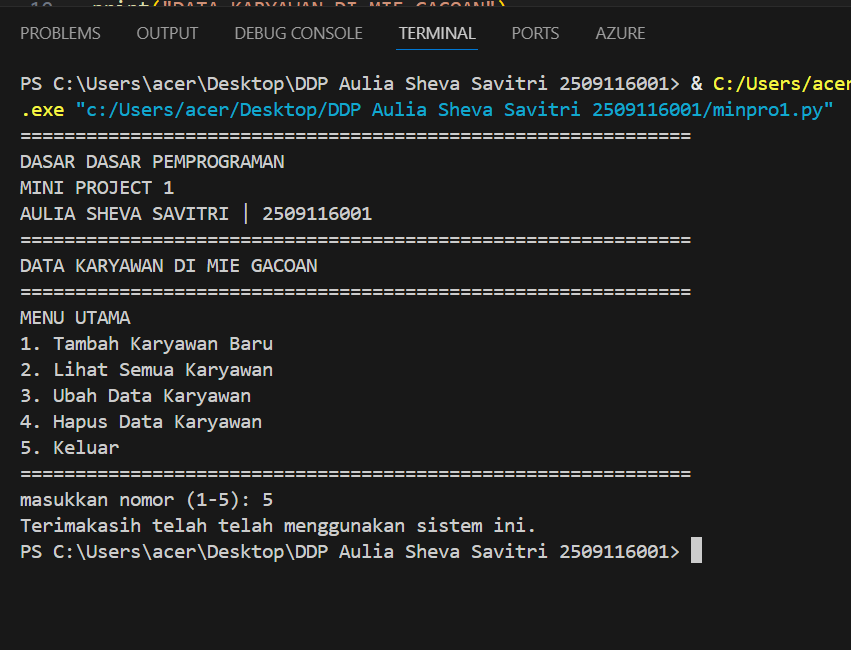 print("DATA KARYAWAN DI MIE GACOAN")
PROBLEMS OUTPUT DEBUG CONSOLE TERMINAL PORTS AZURE
PS C:\Users\acer\Desktop\DDP Aulia Sheva Savitri 2509116001> & C:/Users/acer
.exe "c:/Users/acer/Desktop/DDP Aulia Sheva Savitri 2509116001/minpro1.py"
=============================================================
DASAR DASAR PEMPROGRAMAN
MINI PROJECT 1
AULIA SHEVA SAVITRI | 2509116001
=============================================================
DATA KARYAWAN DI MIE GACOAN
=============================================================
MENU UTAMA
1. Tambah Karyawan Baru
2. Lihat Semua Karyawan
3. Ubah Data Karyawan
4. Hapus Data Karyawan
5. Keluar
=============================================================
masukkan nomor (1-5): 5
Terimakasih telah telah menggunakan sistem ini.
PS C:\Users\acer\Desktop\DDP Aulia Sheva Savitri 2509116001>